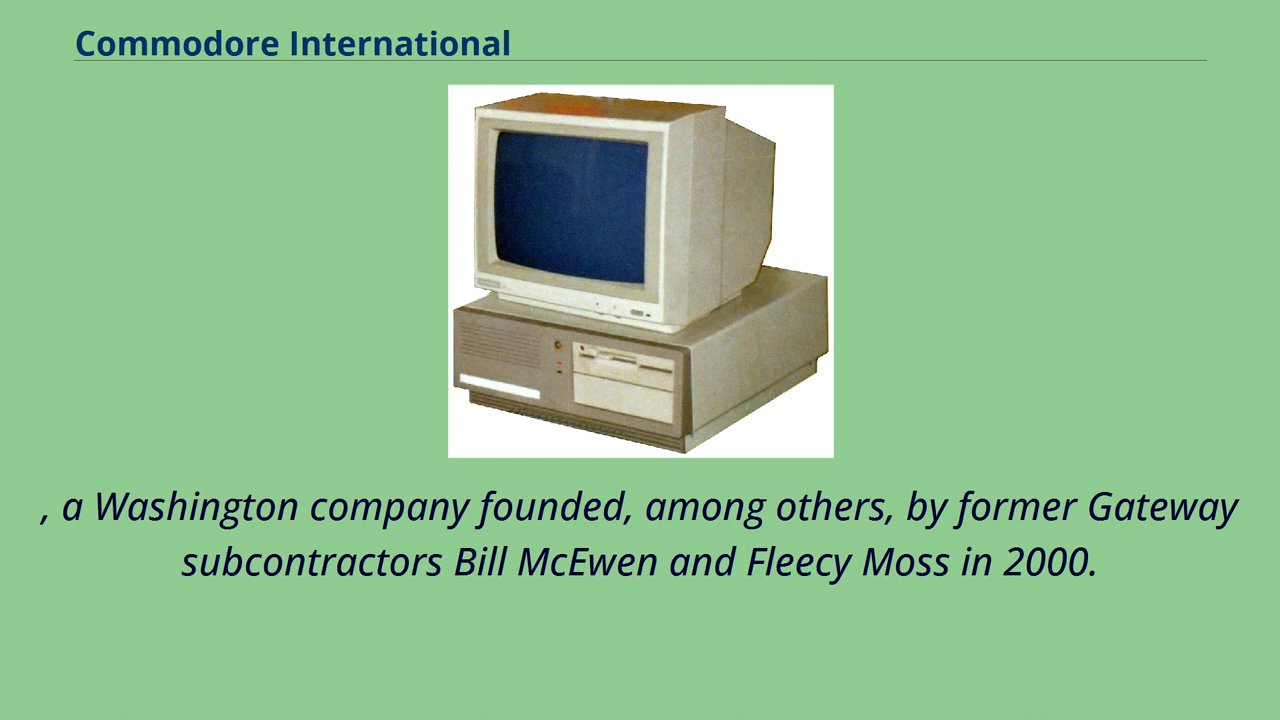 Commodore International
, a Washington company founded, among others, by former Gateway
subcontractors Bill McEwen and Fleecy Moss in 2000.